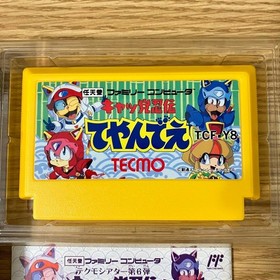 任天堂 ファミリーコンピュータ
キャッ党忍伝
てやんでえ
TCF-Y8
TECMO
任天堂 ファミリーコンピュータ
テクモシアター第6弾